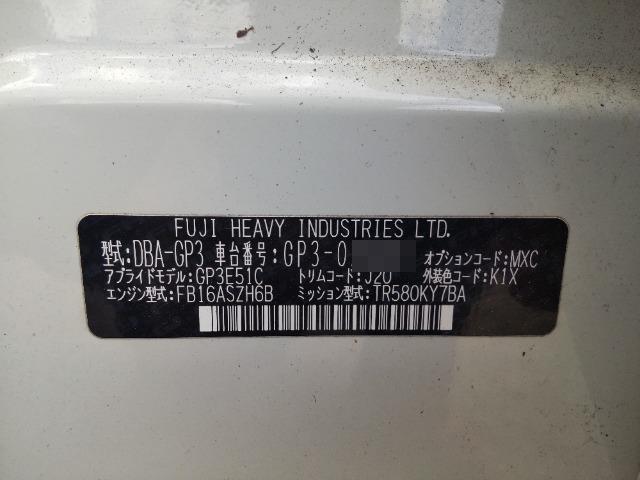 FUJI HEAVY INDUSTRIES LTD.
型式:DBA-GP3 車台番号:GP3-0 オプションコード:MXC
アプライドモデル:GP3E51C トリムコード:J20 外装色コード:K1X
エンジン型式:FB16ASZH6B ミッション型式:TR580KY7BA